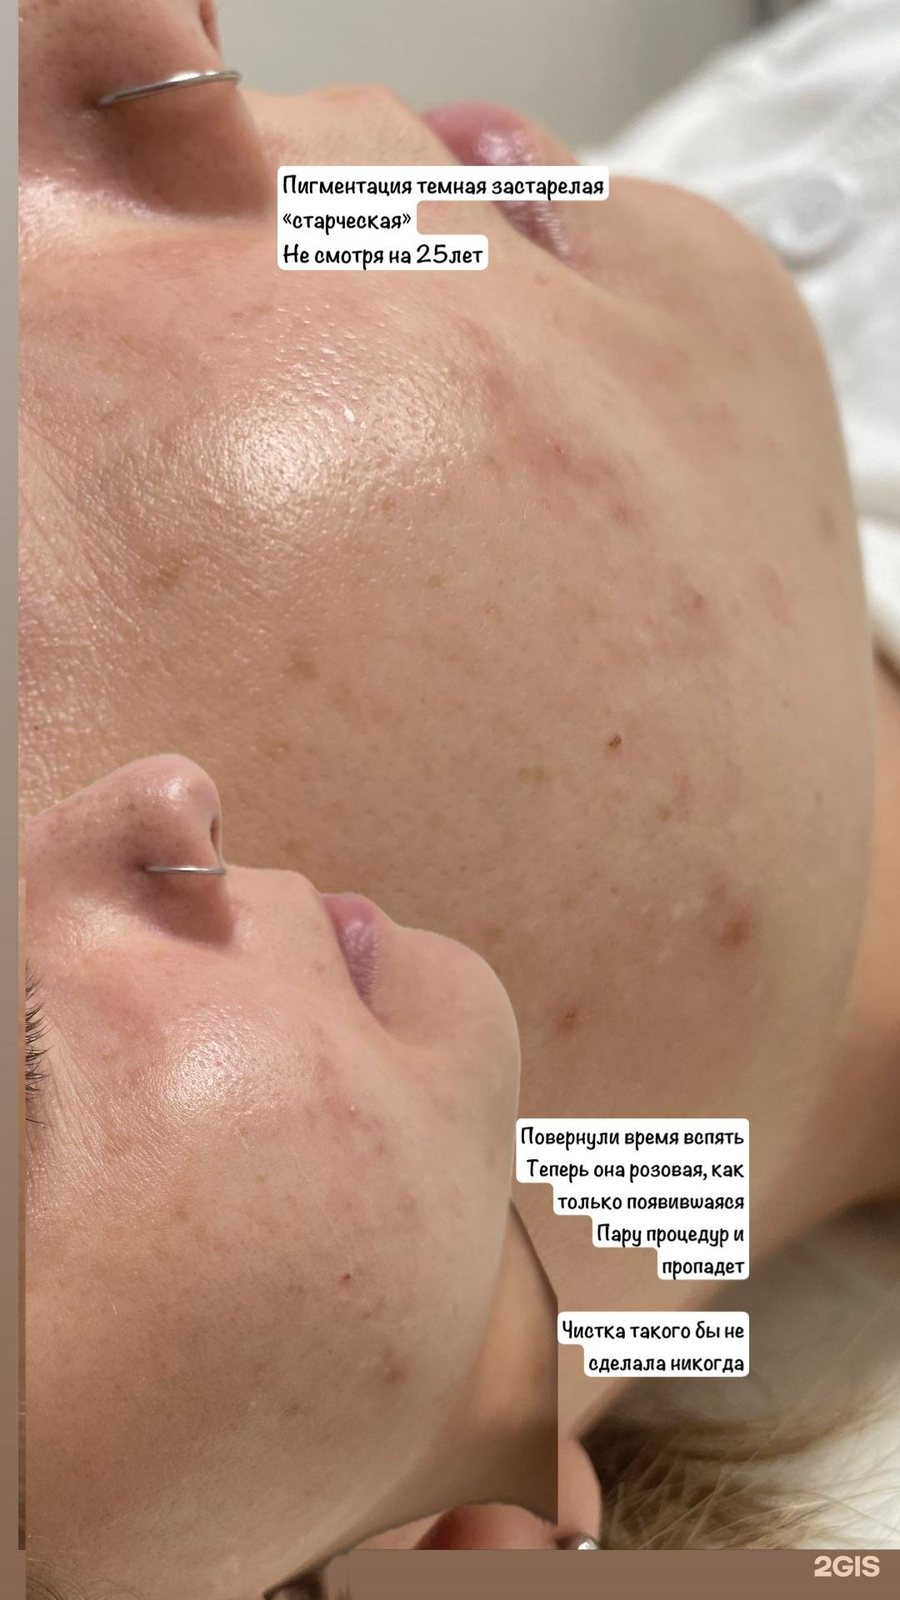 Пигментация темная застарелая
«старческая»
Не смотря на 25лет
Повернули время вспять
Теперь она розовая, как
только появившаяся
Пару процедур и
пропадет
Чистка такого бы не
сделала никогда
2GIS